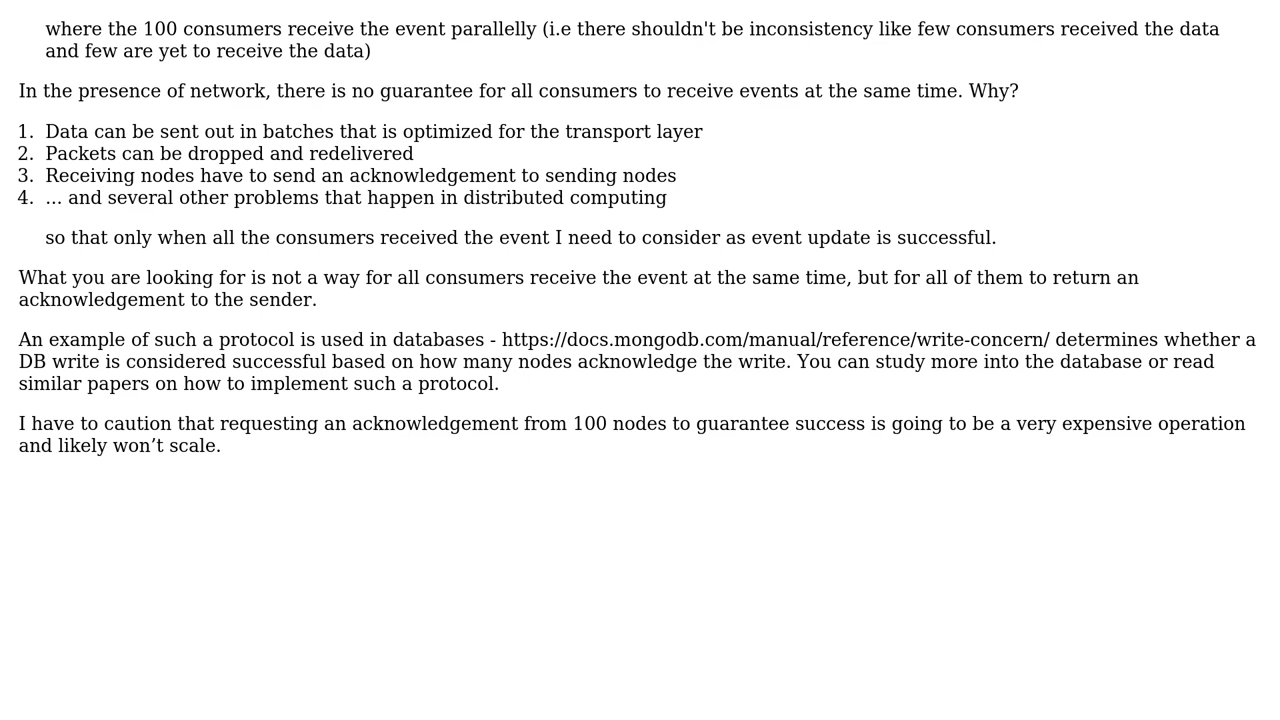 where the 100 consumers receive the event parallelly (i.e there shouldn't be inconsistency like few consumers received the data
and few are yet to receive the data)
In the presence of network, there is no guarantee for all consumers to receive events at the same time. Why?
1. Data can be sent out in batches that is optimized for the transport layer
2. Packets can be dropped and redelivered
3. Receiving nodes have to send an acknowledgement to sending nodes
4. ... and several other problems that happen in distributed computing
so that only when all the consumers received the event I need to consider as event update is successful.
What you are looking for is not a way for all consumers receive the event at the same time, but for all of them to return an
acknowledgement to the sender.
An example of such a protocol is used in databases - https://docs.mongodb.com/manual/reference/write-concern/ determines whether a
DB write is considered successful based on how many nodes acknowledge the write. You can study more into the database or read
similar papers on how to implement such a protocol.
I have to caution that requesting an acknowledgement from 100 nodes to guarantee success is going to be a very expensive operation
and likely won’t scale.